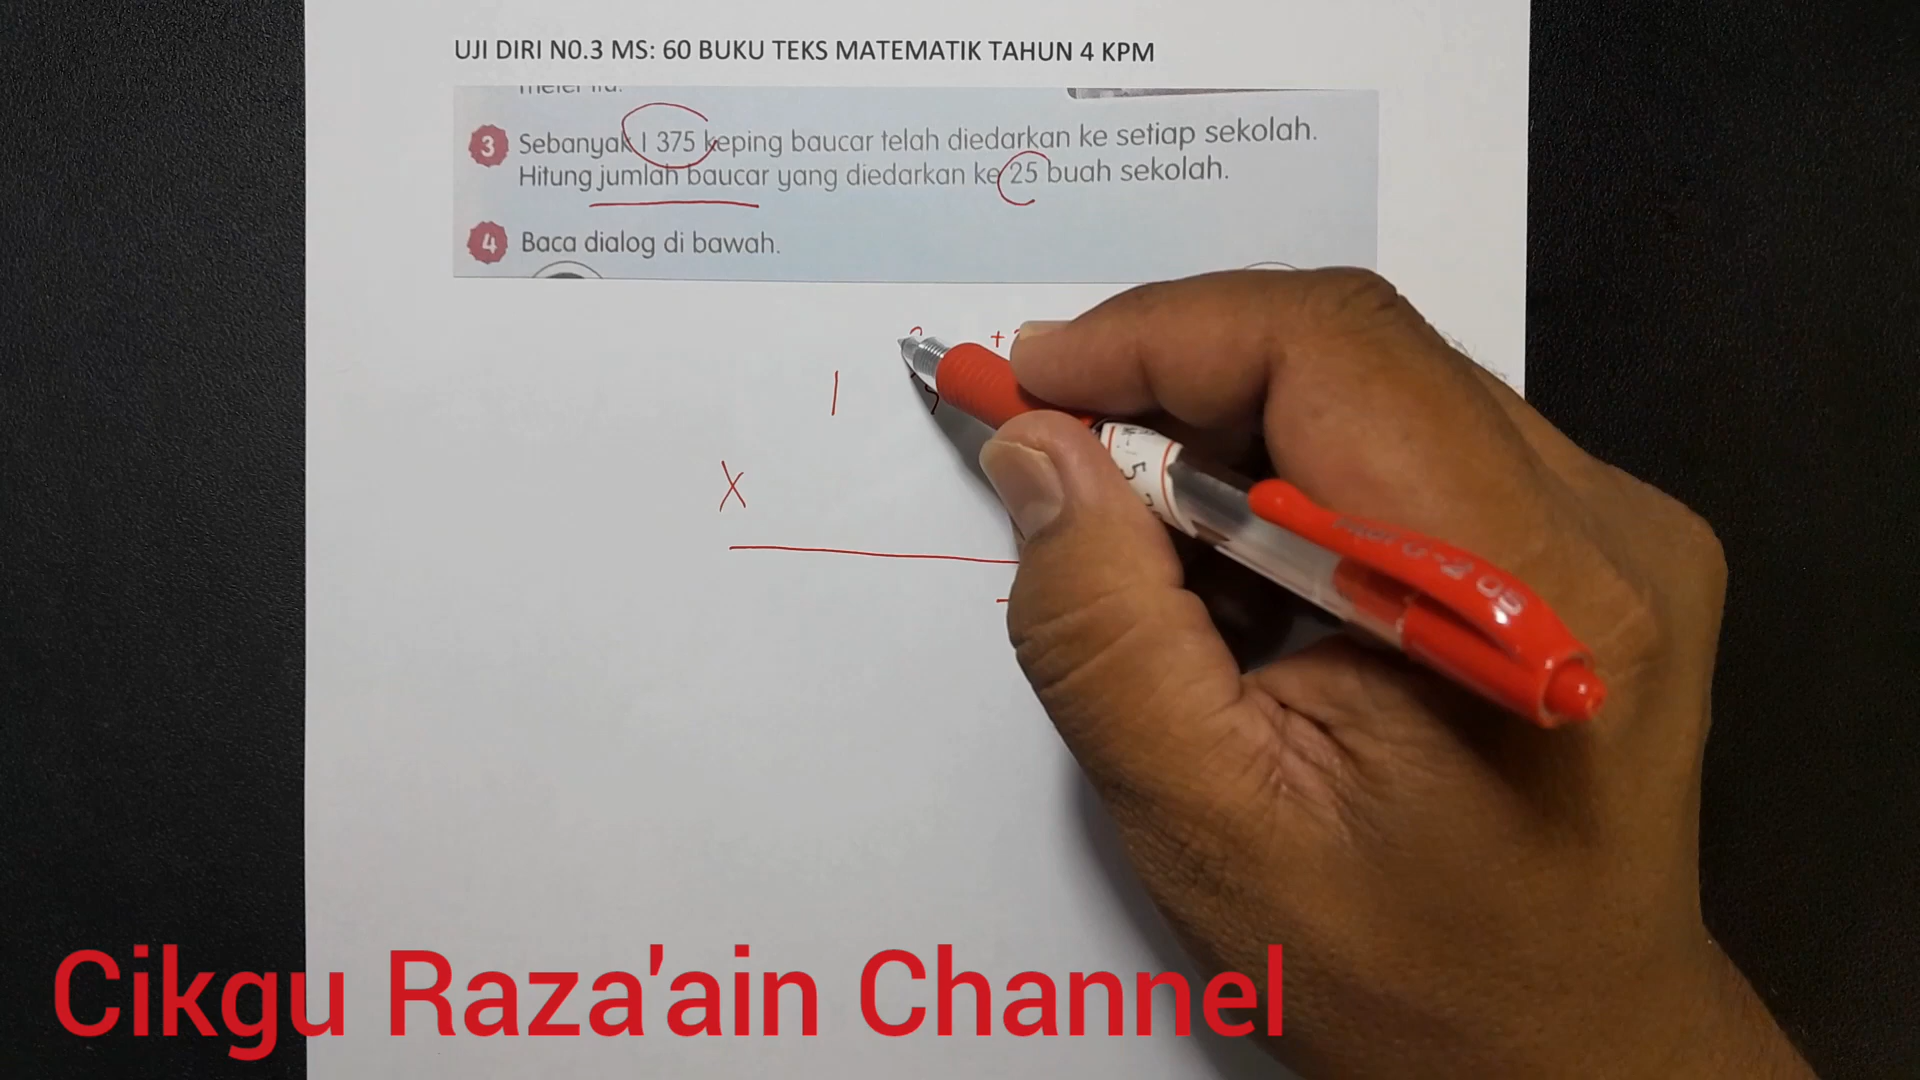 UJI DIRI N0.3 MS: 60 BUKU TEKS MATEMATIK TAHUN 4 KPM
3 Sebanyak 1 375 keping baucar telah diedarkan ke setiap sekolah.
Hitung jumlah baucar yang diedarkan ke 25 buah sekolah.
4 Baca dialog di bawah.
+
1 3
X
Cikgu Raza'ain Channel